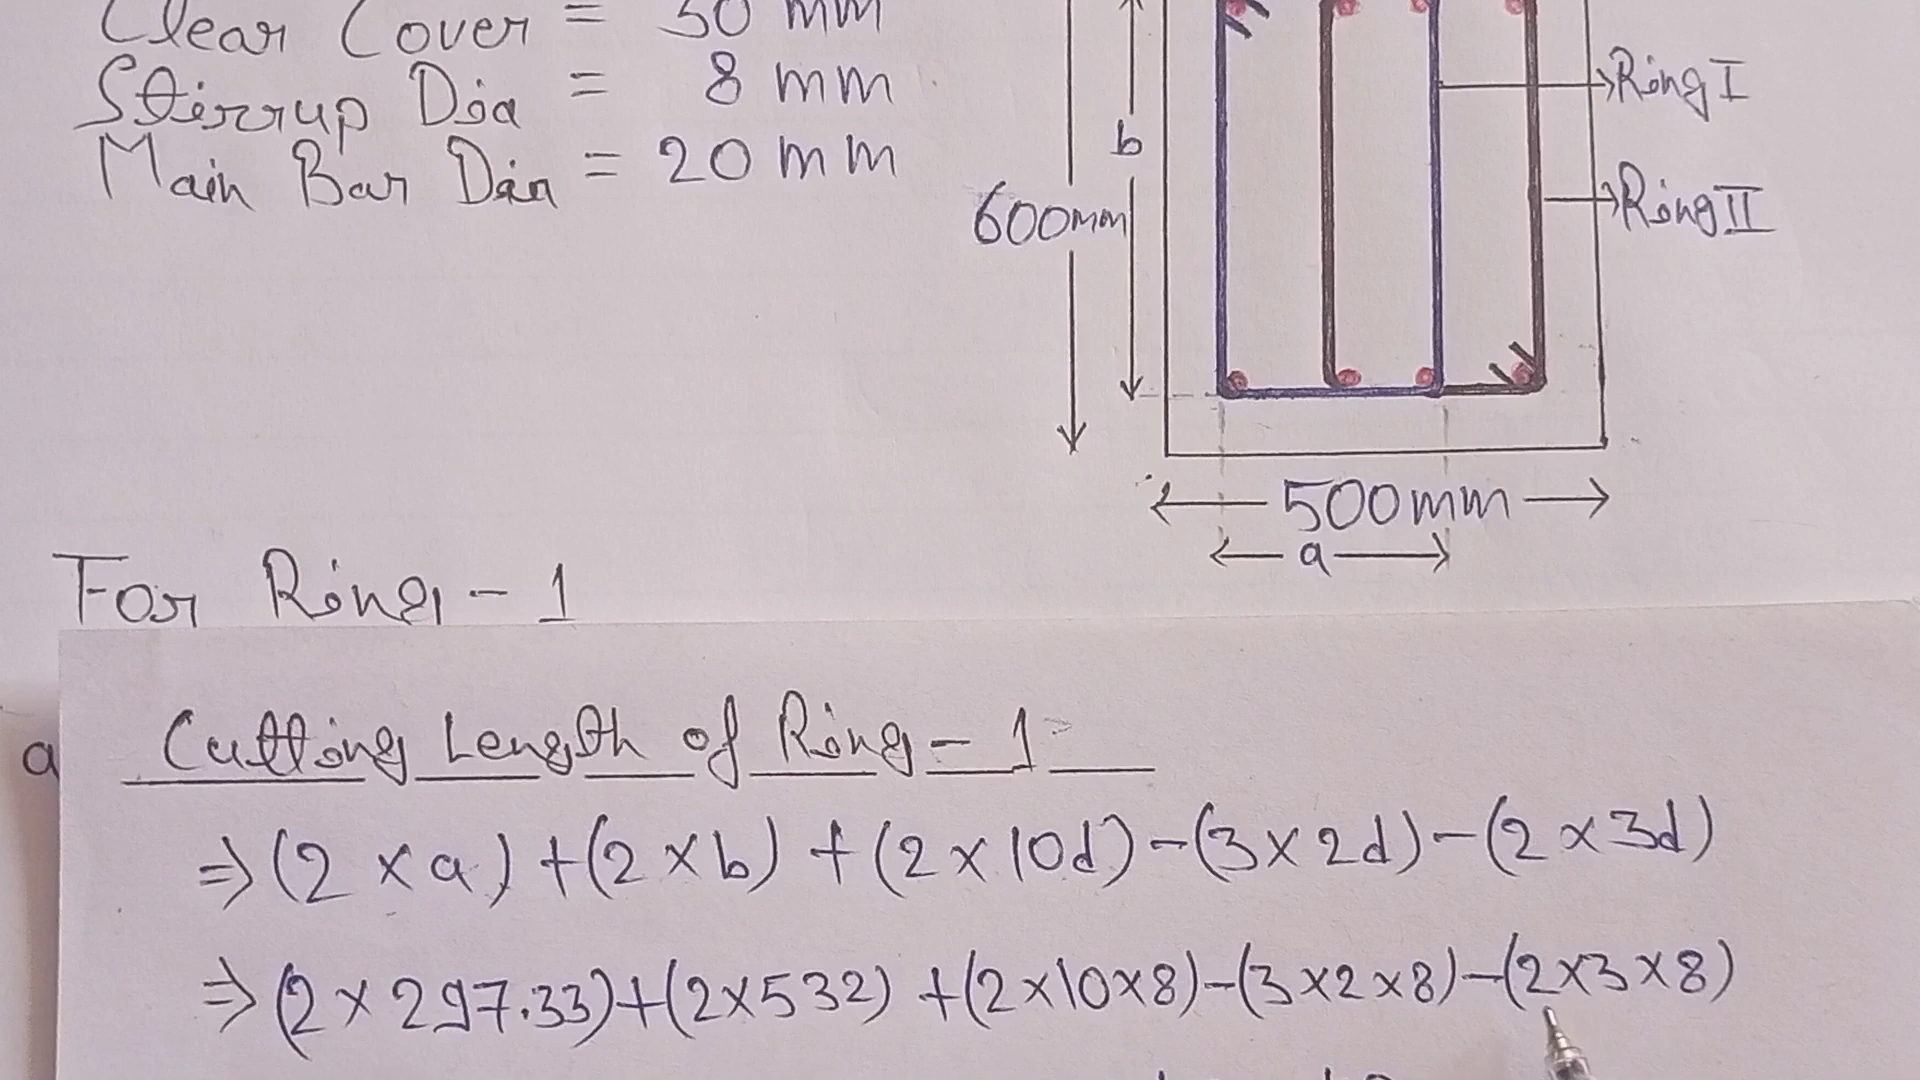 Clear Cover = 30 mm
Stirrup Dia = 8 mm
Main Bar Dia = 20 mm
b
600mm
Ring I
Ring II
500mm
a
For Ring - 1
a
Cutting Length of Ring - 1
⇒ (2 × a) + (2 × b) + (2 × 10d) - (3 × 2d) - (2 × 3d)
⇒ (2 × 297.33) + (2×532) + (2×10×8) - (3×2×8) - (2×3×8)